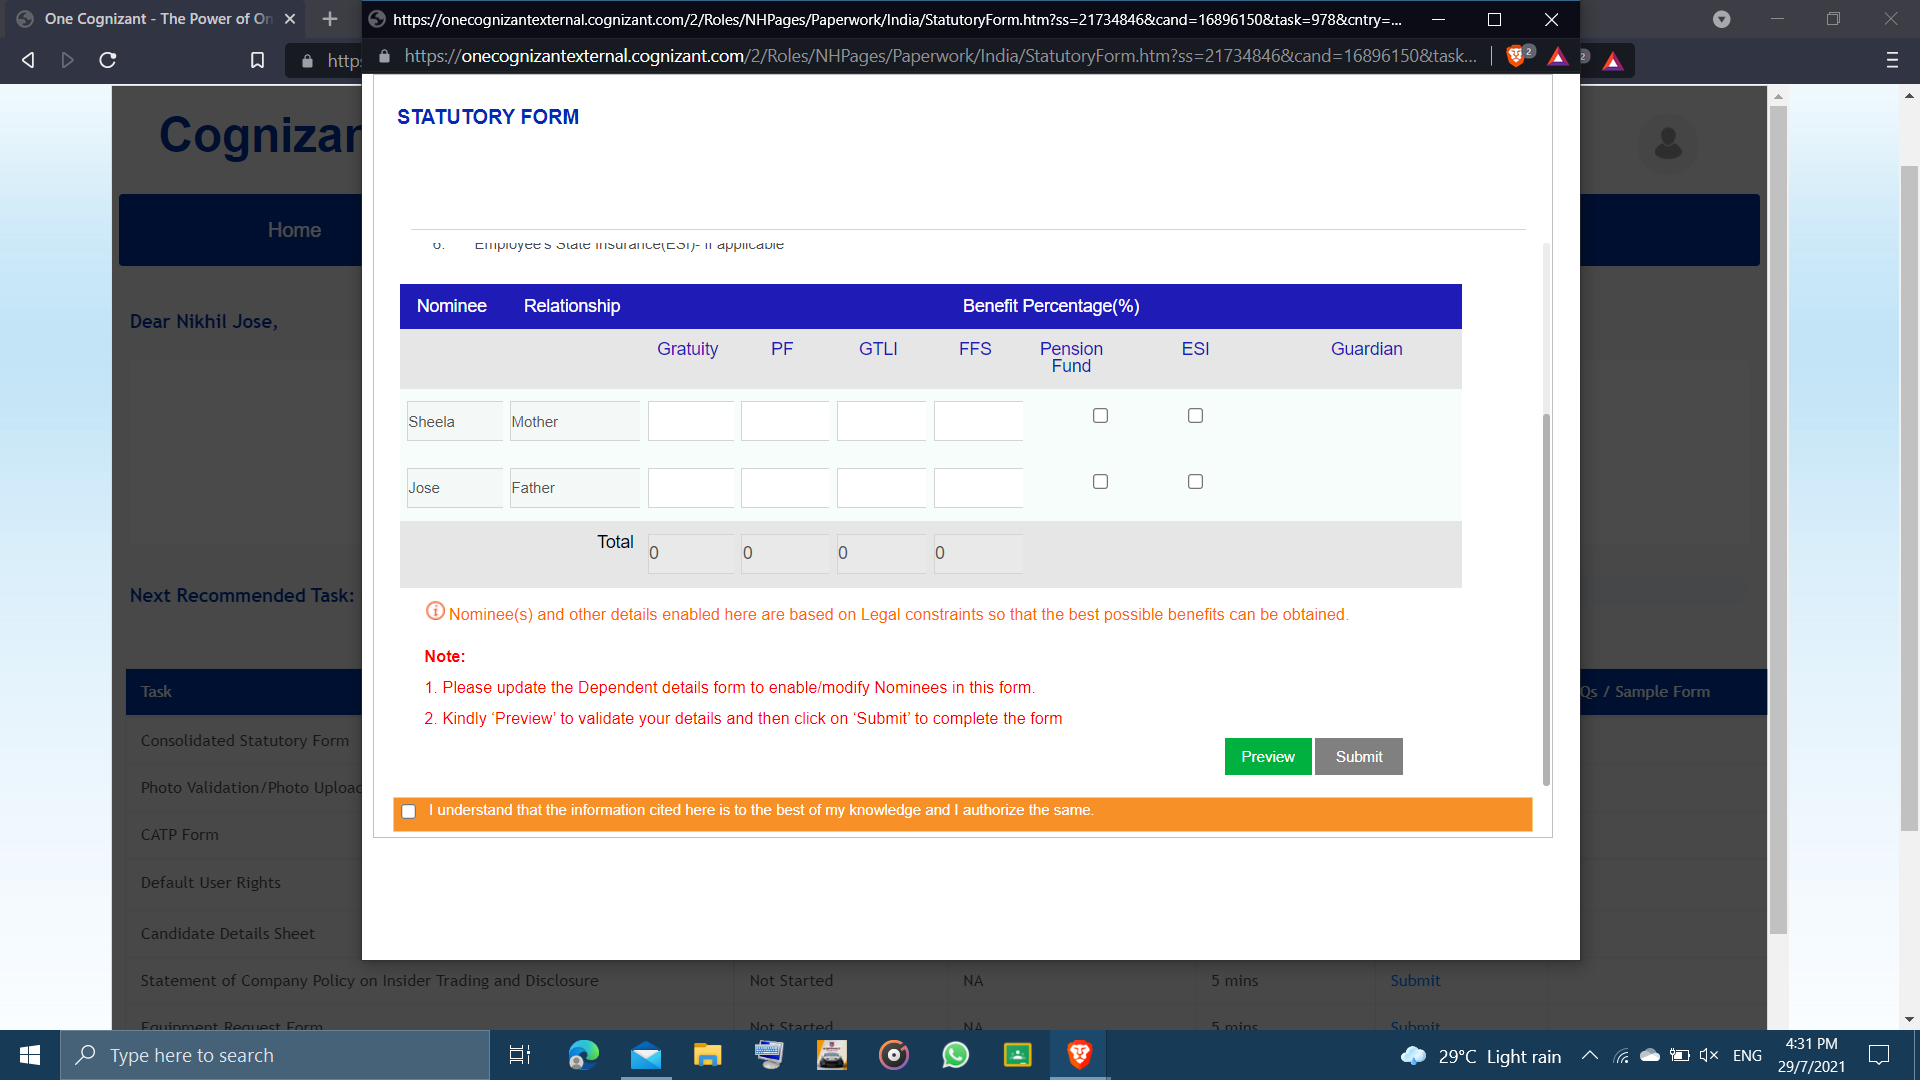 One Cognizant - The Power of On
https://onecognizantexternal.cognizant.com/2/Roles/NHPages/Paperwork/India/StatutoryForm.htm?ss=21734846&cand=16896150&task=978&cntry=...
http
https://onecognizantexternal.cognizant.com/2/Roles/NHPages/Paperwork/India/StatutoryForm.htm?ss=21734846&cand=16896150&task...
2
2
Cognizan
STATUTORY FORM
Home
6. Employee's State Insurance(ESI)- If applicable
Nominee Relationship Benefit Percentage(%)
Dear Nikhil Jose,
Gratuity PF GTLI FFS Pension Fund ESI Guardian
Sheela Mother
Jose Father
Total 0 0 0 0
Next Recommended Task:
Nominee(s) and other details enabled here are based on Legal constraints so that the best possible benefits can be obtained.
Note:
1. Please update the Dependent details form to enable/modify Nominees in this form.
2. Kindly ‘Preview’ to validate your details and then click on ‘Submit’ to complete the form
Preview Submit
I understand that the information cited here is to the best of my knowledge and I authorize the same.
Task
Qs / Sample Form
Consolidated Statutory Form
Photo Validation/Photo Upload
CATP Form
Default User Rights
Candidate Details Sheet
Statement of Company Policy on Insider Trading and Disclosure Not Started NA 5 mins Submit
Equipment Request Form Not Started NA 5 mins Submit
Type here to search
29°C Light rain
ENG
4:31 PM
29/7/2021